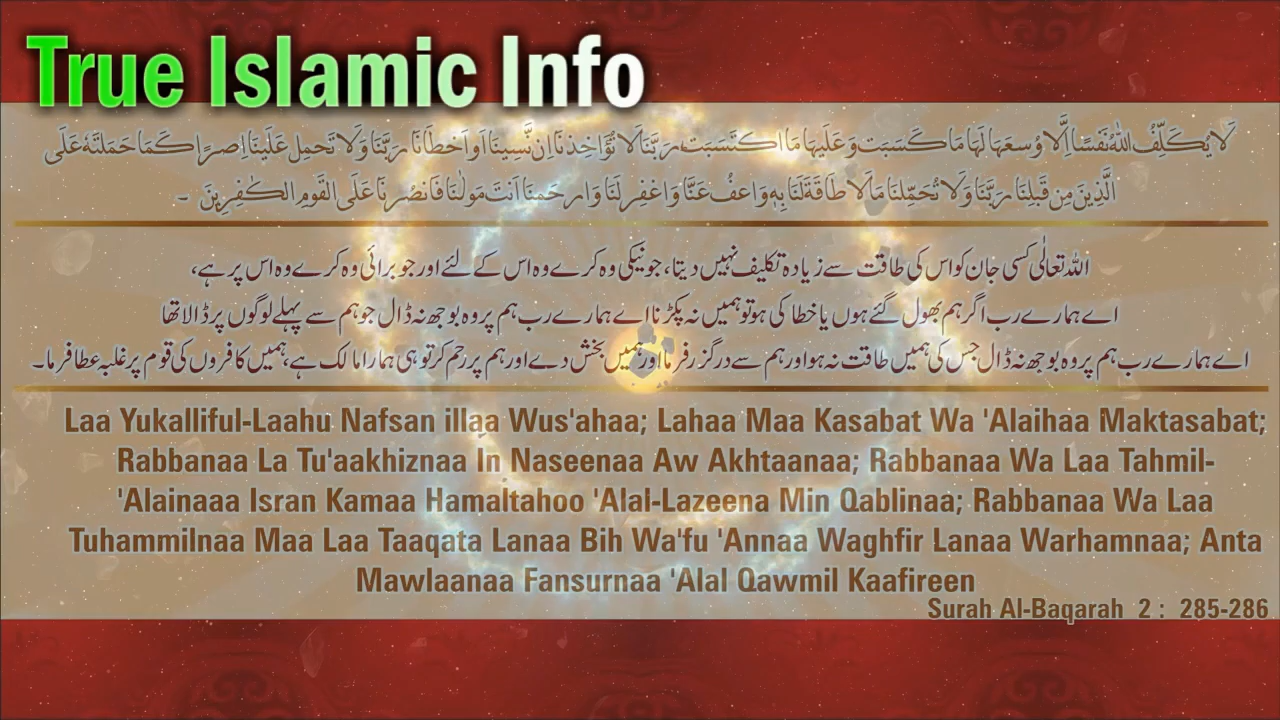 True Islamic Info
لَا يُكَلِّفُ اللّٰهُ نَفْسًا اِلَّا وُسْعَهَا لَهَا مَا كَسَبَتْ وَعَلَيْهَا مَا اكْتَسَبَتْ رَبَّنَا لَا تُؤَاخِذْنَا اِنْ نَّسِيْنَا اَوْ اَخْطَاْنَا رَبَّنَا وَلَا تَحْمِلْ عَلَيْنَا اِصْرًا كَمَا حَمَلْتَهٗ عَلَى
الَّذِيْنَ مِنْ قَبْلِنَا رَبَّنَا وَلَا تُحَمِّلْنَا مَا لَا طَاقَةَ لَنَا بِهٖ وَاعْفُ عَنَّا وَاغْفِرْ لَنَا وَارْحَمْنَا اَنْتَ مَوْلٰنَا فَانْصُرْنَا عَلَى الْقَوْمِ الْكٰفِرِيْنَ ۔
اللہ تعالٰی کسی جان کو اس کی طاقت سے زیادہ تکلیف نہیں دیتا، جو نیکی وہ کرے وہ اس کے لئے اور جو برائی وہ کرے وہ اس پر ہے،
اے ہمارے رب اگر ہم بھول گئے ہوں یا خطا کی ہو تو ہمیں نہ پکڑنا اے ہمارے رب ہم پر وہ بوجھ نہ ڈال جو ہم سے پہلے لوگوں پر ڈالا تھا
اے ہمارے رب ہم پر وہ بوجھ نہ ڈال جس کی ہمیں طاقت نہ ہو اور ہم سے درگزر فرما اور ہمیں بخش دے اور ہم پر رحم کر تو ہی ہمارا مالک ہے، ہمیں کافروں کی قوم پر غلبہ عطا فرما۔
Laa Yukalliful-Laahu Nafsan illaa Wus'ahaa; Lahaa Maa Kasabat Wa 'Alaihaa Maktasabat;
Rabbanaa La Tu'aakhiznaa In Naseenaa Aw Akhtaanaa; Rabbanaa Wa Laa Tahmil-
'Alainaaa Isran Kamaa Hamaltahoo 'Alal-Lazeena Min Qablinaa; Rabbanaa Wa Laa
Tuhammilnaa Maa Laa Taaqata Lanaa Bih Wa'fu 'Annaa Waghfir Lanaa Warhamnaa; Anta
Mawlaanaa Fansurnaa 'Alal Qawmil Kaafireen
Surah Al-Baqarah 2 : 285-286